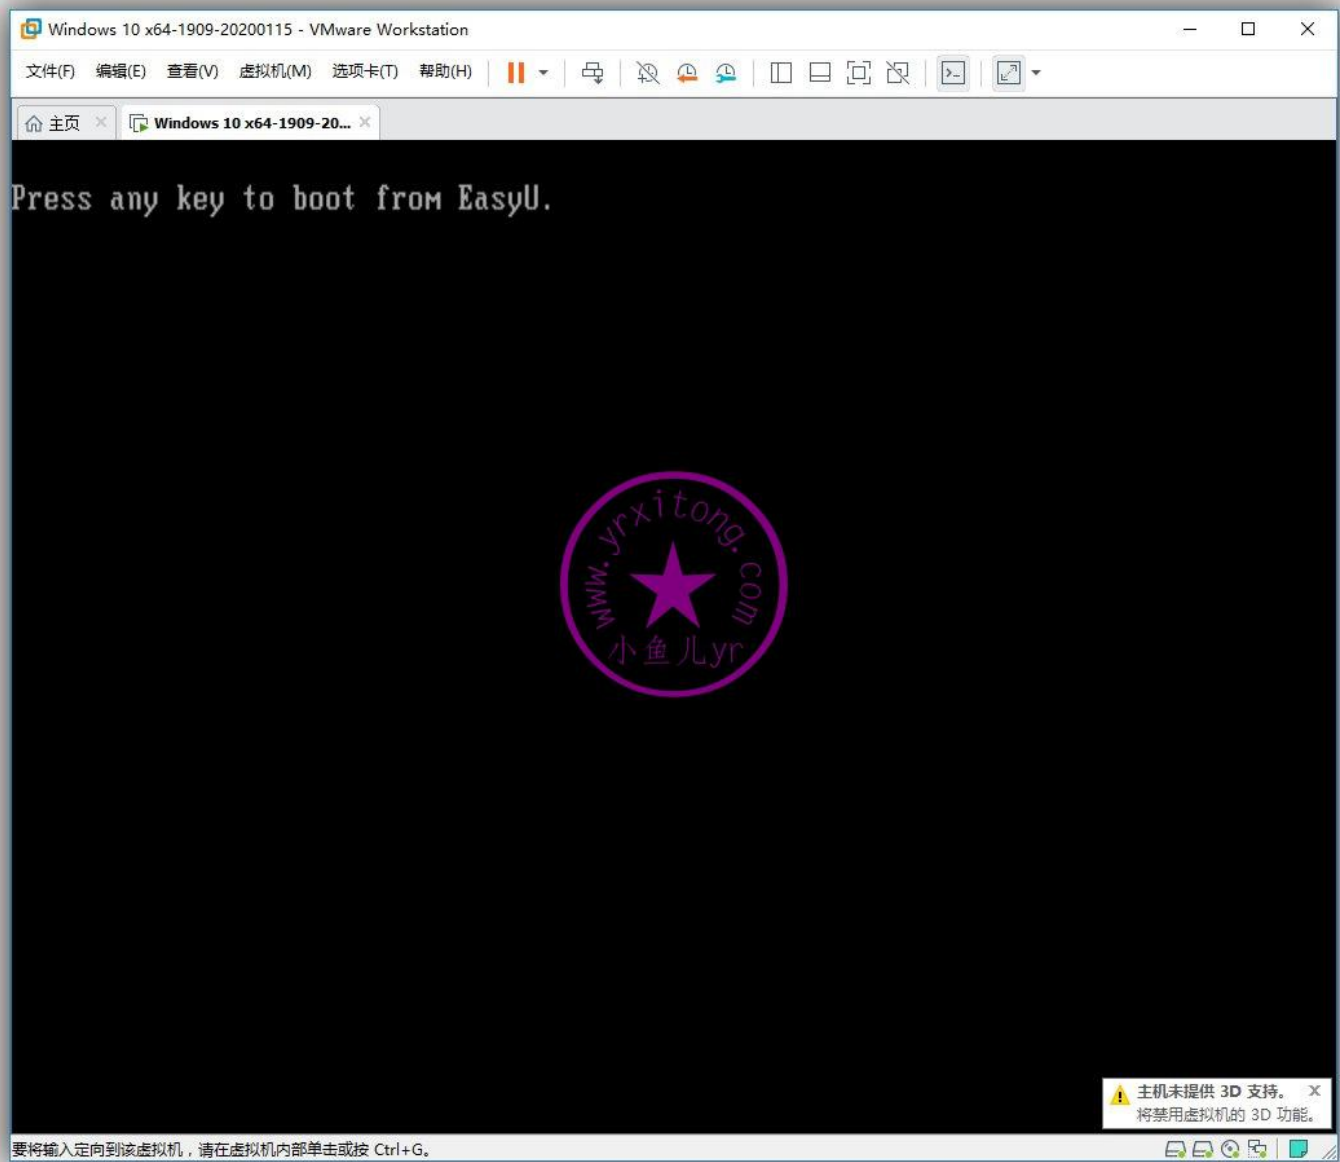 Windows 10 x64-1909-20200115 - VMware Workstation
文件(F) 编辑(E) 查看(V) 虚拟机(M) 选项卡(T) 帮助(H)
主页 Windows 10 x64-1909-20...
Press any key to boot from EasyU.
www.yrxitong.com
小鱼儿yr
主机未提供 3D 支持。
将禁用虚拟机的 3D 功能。
要将输入定向到该虚拟机，请在虚拟机内部单击或按 Ctrl+G。